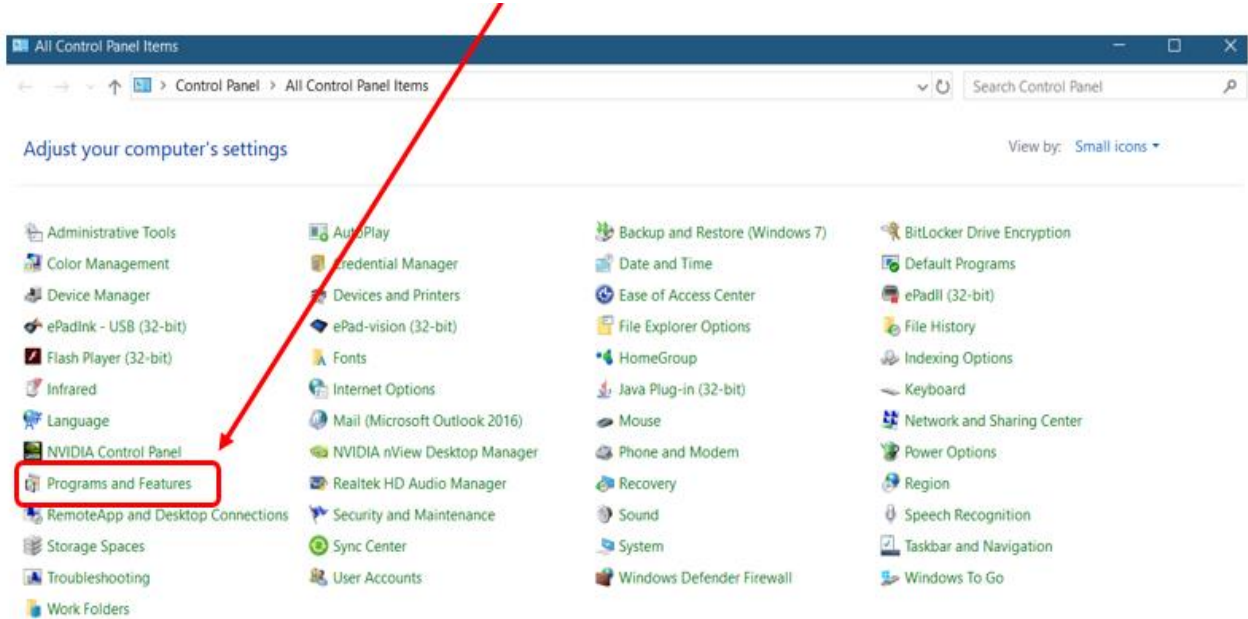 All Control Panel Items
Control Panel > All Control Panel Items
Search Control Panel
Adjust your computer's settings
View by: Small icons
Administrative Tools AutoPlay Backup and Restore (Windows 7) BitLocker Drive Encryption
Color Management Credential Manager Date and Time Default Programs
Device Manager Devices and Printers Ease of Access Center ePadII (32-bit)
ePadInk - USB (32-bit) ePad-vision (32-bit) File Explorer Options File History
Flash Player (32-bit) Fonts HomeGroup Indexing Options
Infrared Internet Options Java Plug-in (32-bit) Keyboard
Language Mail (Microsoft Outlook 2016) Mouse Network and Sharing Center
NVIDIA Control Panel NVIDIA nView Desktop Manager Phone and Modem Power Options
Programs and Features Realtek HD Audio Manager Recovery Region
RemoteApp and Desktop Connections Security and Maintenance Sound Speech Recognition
Storage Spaces Sync Center System Taskbar and Navigation
Troubleshooting User Accounts Windows Defender Firewall Windows To Go
Work Folders